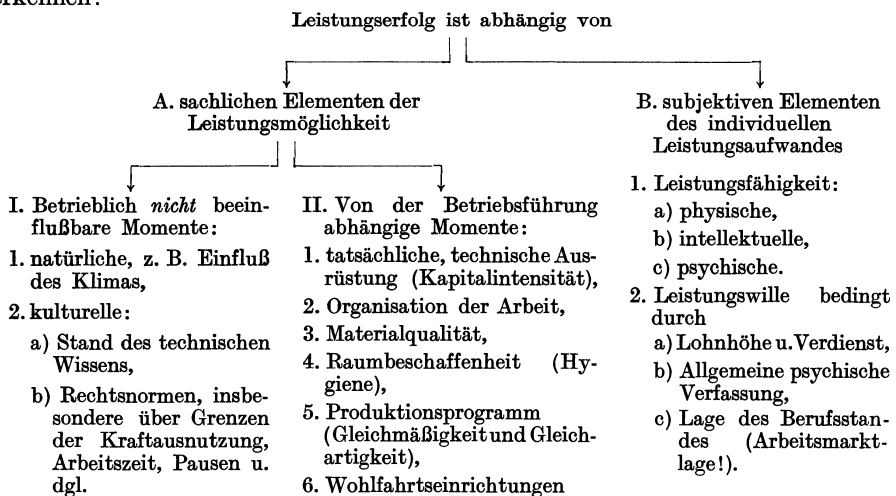 Leistungserfolg ist abhängig von
A. sachlichen Elementen der
Leistungsmöglichkeit
I. Betrieblich nicht beein-
flußbare Momente:
1. natürliche, z. B. Einfluß
des Klimas,
2. kulturelle:
a) Stand des technischen
Wissens,
b) Rechtsnormen, insbe-
sondere über Grenzen
der Kraftausnutzung,
Arbeitszeit, Pausen u.
dgl.
II. Von der Betriebsführung
abhängige Momente:
1. tatsächliche, technische Aus-
rüstung (Kapitalintensität),
2. Organisation der Arbeit,
3. Materialqualität,
4. Raumbeschaffenheit (Hy-
giene),
5. Produktionsprogramm
(Gleichmäßigkeit und Gleich-
artigkeit),
6. Wohlfahrtseinrichtungen
B. subjektiven Elementen
des individuellen
Leistungsaufwandes
1. Leistungsfähigkeit:
a) physische,
b) intellektuelle,
c) psychische.
2. Leistungswille bedingt
durch
a) Lohnhöhe u. Verdienst,
b) Allgemeine psychische
Verfassung,
c) Lage des Berufsstan-
des (Arbeitsmarkt-
lage!).